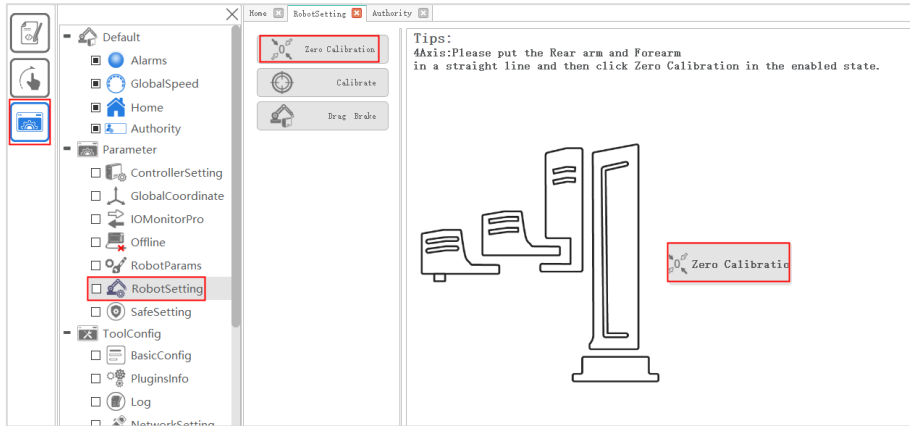 Home
RobotSetting
Authority
Default
Alarms
GlobalSpeed
Home
Authority
Parameter
ControllerSetting
GlobalCoordinate
IOMonitorPro
Offline
RobotParams
RobotSetting
SafeSetting
ToolConfig
BasicConfig
PluginsInfo
Log
NetworkSetting
Zero Calibration
Calibrate
Drag Brake
Tips:
4Axis:Please put the Rear arm and Forearm
in a straight line and then click Zero Calibration in the enabled state.
Zero Calibratio